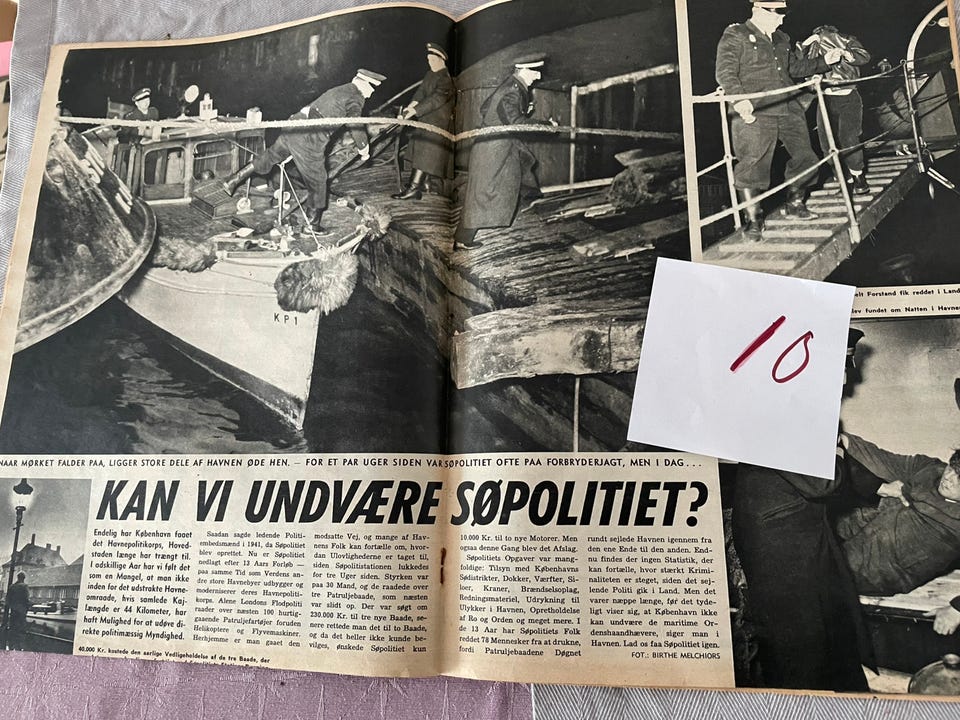 KP1
10
elt Forstand fik reddet i Land
lev fundet om Natten i Havne
NAAR MØRKET FALDER PAA, LIGGER STORE DELE AF HAVNEN ØDE HEN. — FOR ET PAR UGER SIDEN VAR SØPOLITIET OFTE PAA FORBRYDERJAGT, MEN I DAG...
KAN VI UNDVÆRE SØPOLITIET?
Endelig har København faaet
det Havnepolitikorps, Hoved-
staden længe har trængt til.
I adskillige Aar har vi følt det
som en Mangel, at man ikke
inden for det udstrakte Havne-
omraade, hvis samlede Kaj-
længde er 44 Kilometer, har
haft Mulighed for at udøve di-
rekte politimæssig Myndighed.
Saadan sagde ledende Politi-
embedsmænd i 1941, da Søpolitiet
blev oprettet. Nu er Søpolitiet
nedlagt efter 13 Aars Forløb —
paa samme Tid som Verdens an-
dre store Havnebyer udbygger og
moderniserer deres Havnepoliti-
korps. Alene Londons Flodpoliti
raader over næsten 100 hurtig-
gaaende Patruljefartøjer foruden
Helikoptere og Flyvemaskiner.
Herhjemme er man gaaet den
modsatte Vej, og mange af Hav-
nens Folk kan fortælle om, hvor-
dan Ulovlighederne er taget til,
siden Søpolitistationen lukkedes
for tre Uger siden. Styrken var
paa 30 Mand, og de raadede over
tre Patruljebaade, som næsten
var slidt op. Der var søgt om
230.000 Kr. til tre nye Baade, se-
nere rettede man det til to Baade,
og da det heller ikke kunde be-
vilges, ønskede Søpolitiet kun
10.000 Kr. til to nye Motorer. Men
ogsaa denne Gang blev det Afslag.
Søpolitiets Opgaver var mang-
foldige: Tilsyn med Københavns
Sødistrikter, Dokker, Værfter, Si-
loer, Kraner, Brændselsoplag,
Redningsmateriel, Udrykning til
Ulykker i Havnen, Opretholdelse
af Ro og Orden og meget mere. I
de 13 Aar har Søpolitiets Folk
reddet 78 Mennesker fra at drukne,
fordi Patruljebaadene Døgnet
rundt sejlede Havnen igennem fra
den ene Ende til den anden. End-
nu findes der ingen Statistik, der
kan fortælle, hvor stærkt Krimi-
naliteten er steget, siden det sej-
lende Politi gik i Land. Men det
varer næppe længe, før det tyde-
ligt viser sig, at København ikke
kan undvære de maritime Or-
denshaandhævere, siger man i
Havnen. Lad os faa Søpolitiet igen.
FOT.: BIRTHE MELCHIORS
40.000 Kr. kostede den aarlige Vedligeholdelse af de tre Baade, der